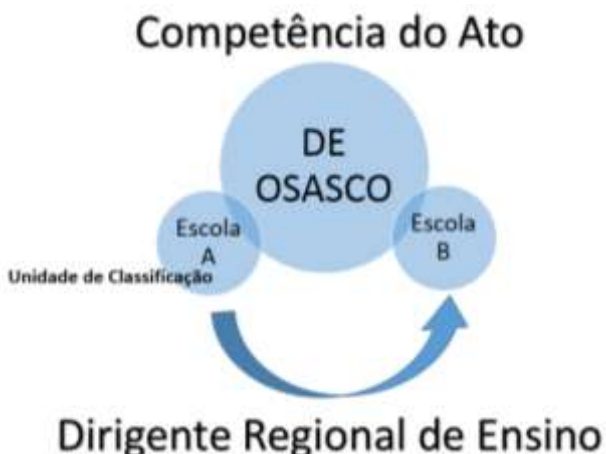 Competência do Ato
DE
OSASCO
Escola
A
Escola
B
Unidade de Classificação
Dirigente Regional de Ensino